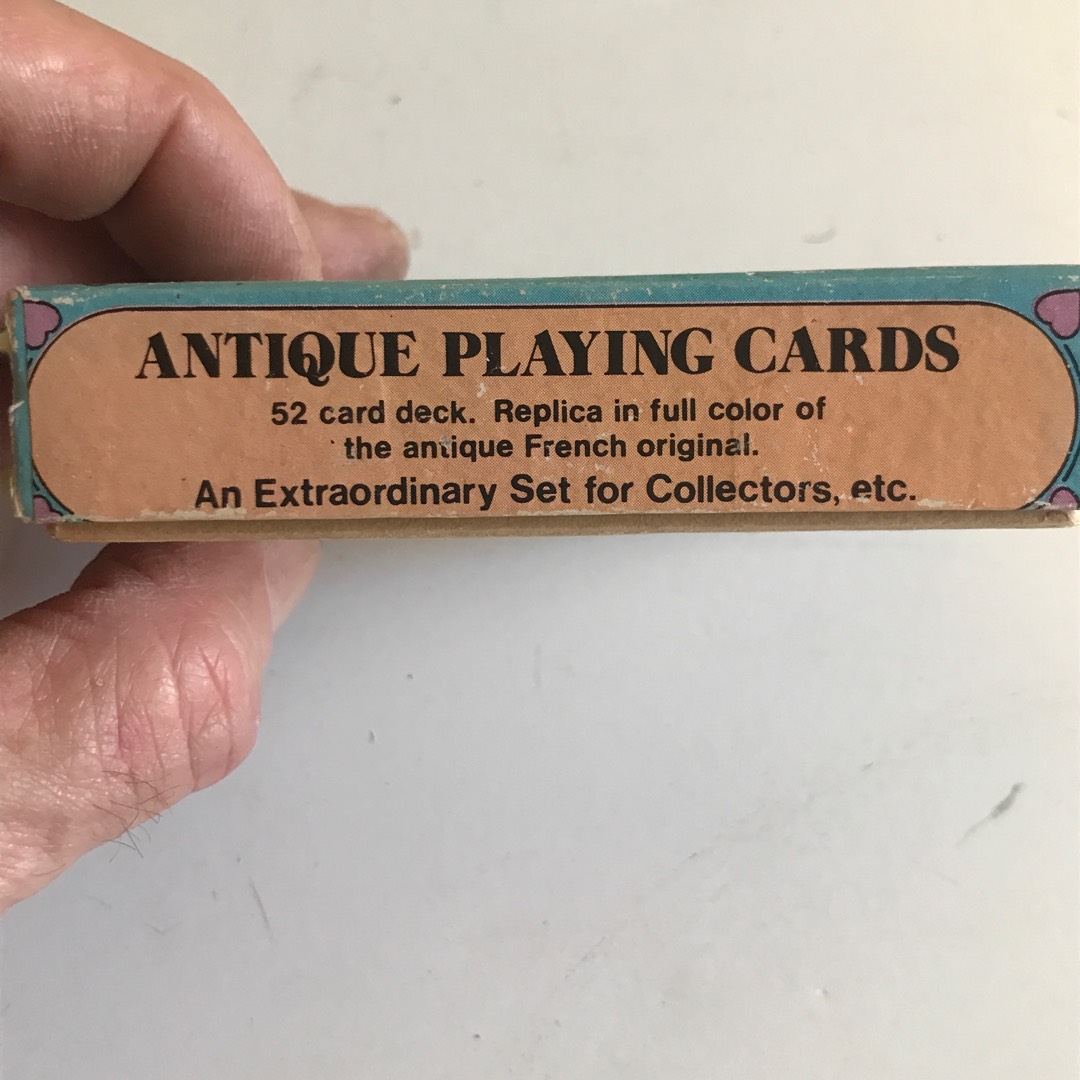 ANTIQUE PLAYING CARDS
52 card deck. Replica in full color of
the antique French original.
An Extraordinary Set for Collectors, etc.